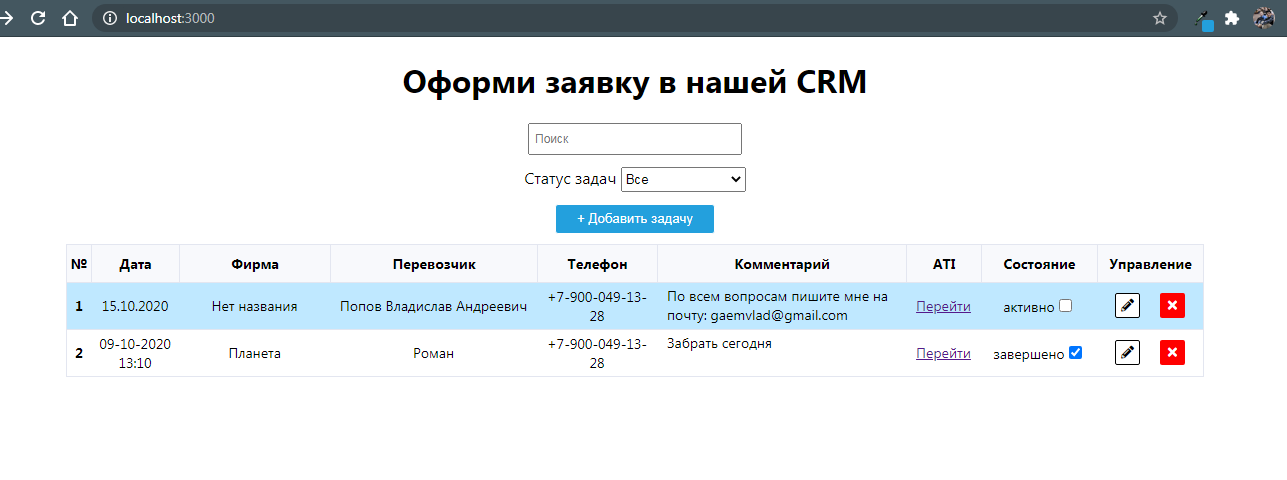 localhost:3000
Оформи заявку в нашей CRM
Поиск
Статус задач Все
+ Добавить задачу
№ Дата Фирма Перевозчик Телефон Комментарий ATI Состояние Управление
1 15.10.2020 Нет названия Попов Владислав Андреевич +7-900-049-13-28 По всем вопросам пишите мне на
почту: gaemvlad@gmail.com Перейти активно
2 09-10-2020
13:10 Планета Роман +7-900-049-13-28 Забрать сегодня Перейти завершено